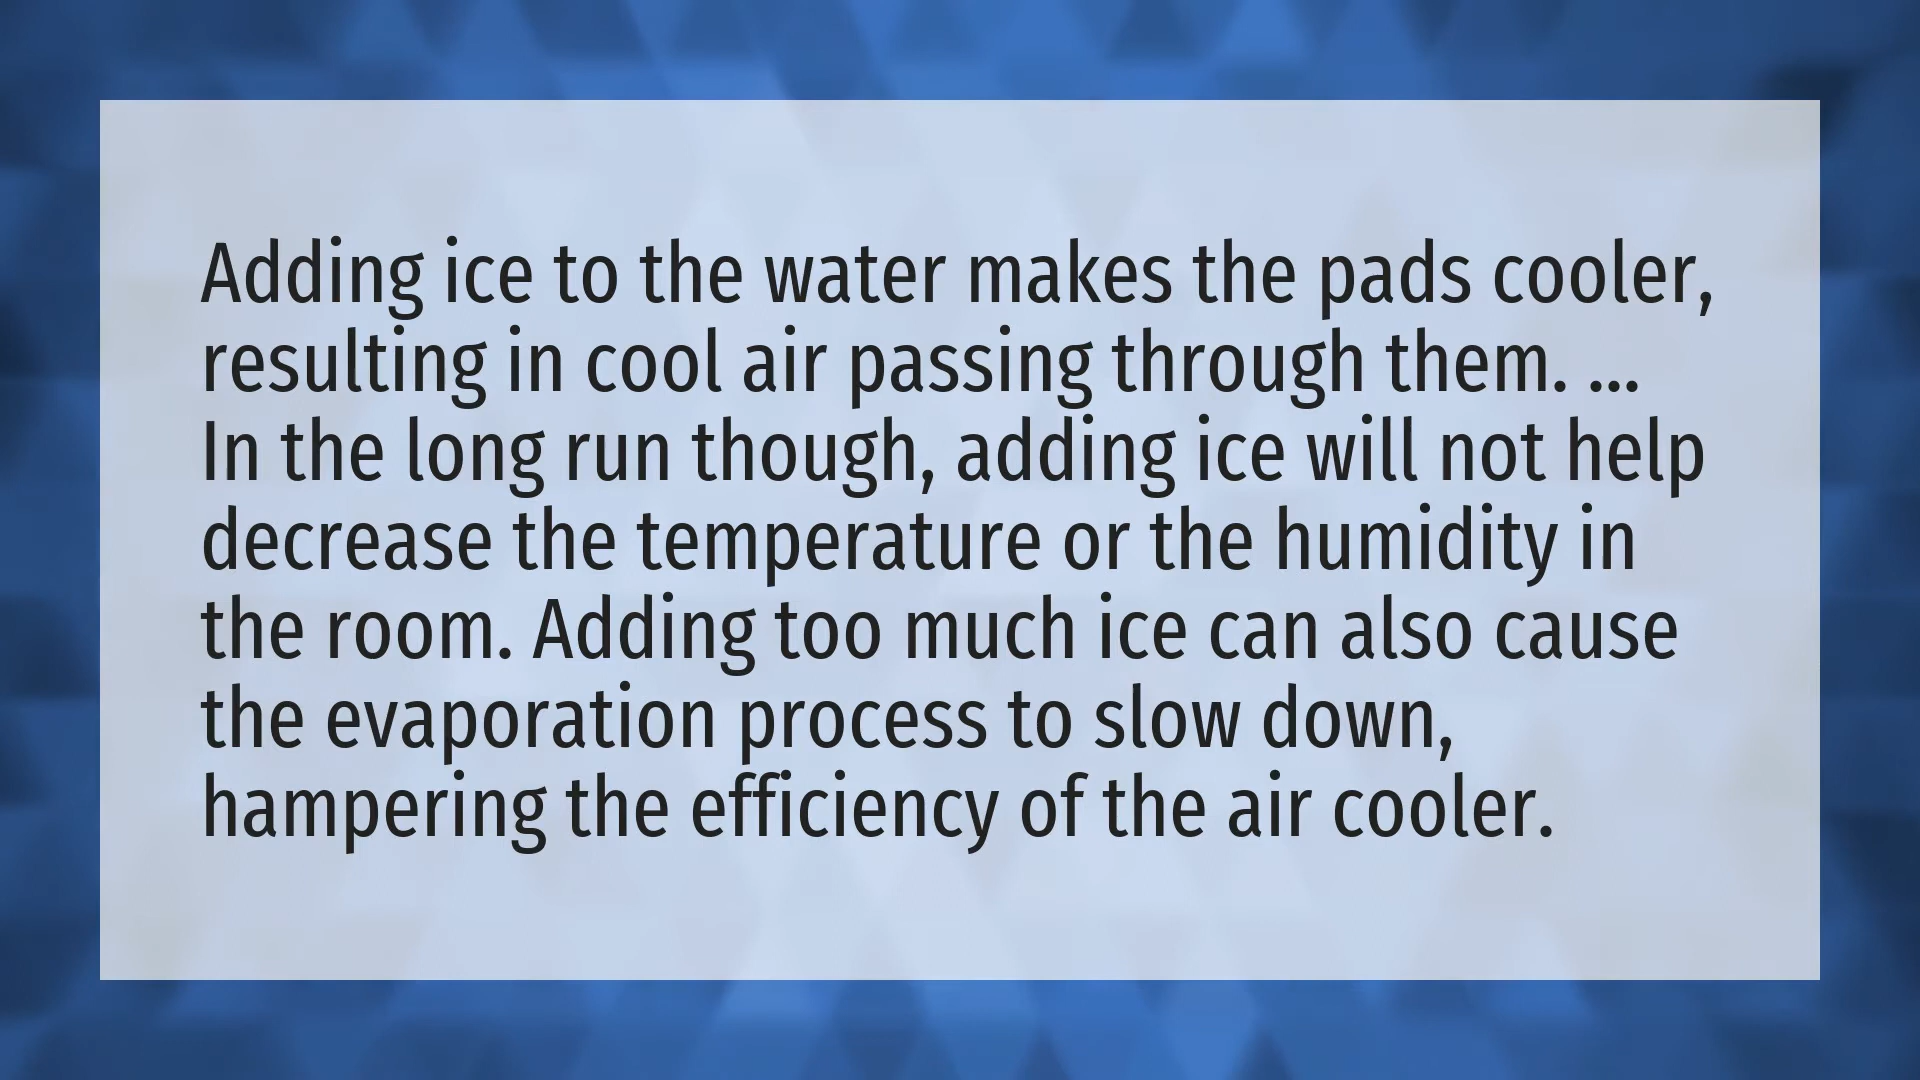 Adding ice to the water makes the pads cooler,
resulting in cool air passing through them. ...
In the long run though, adding ice will not help
decrease the temperature or the humidity in
the room. Adding too much ice can also cause
the evaporation process to slow down,
hampering the efficiency of the air cooler.